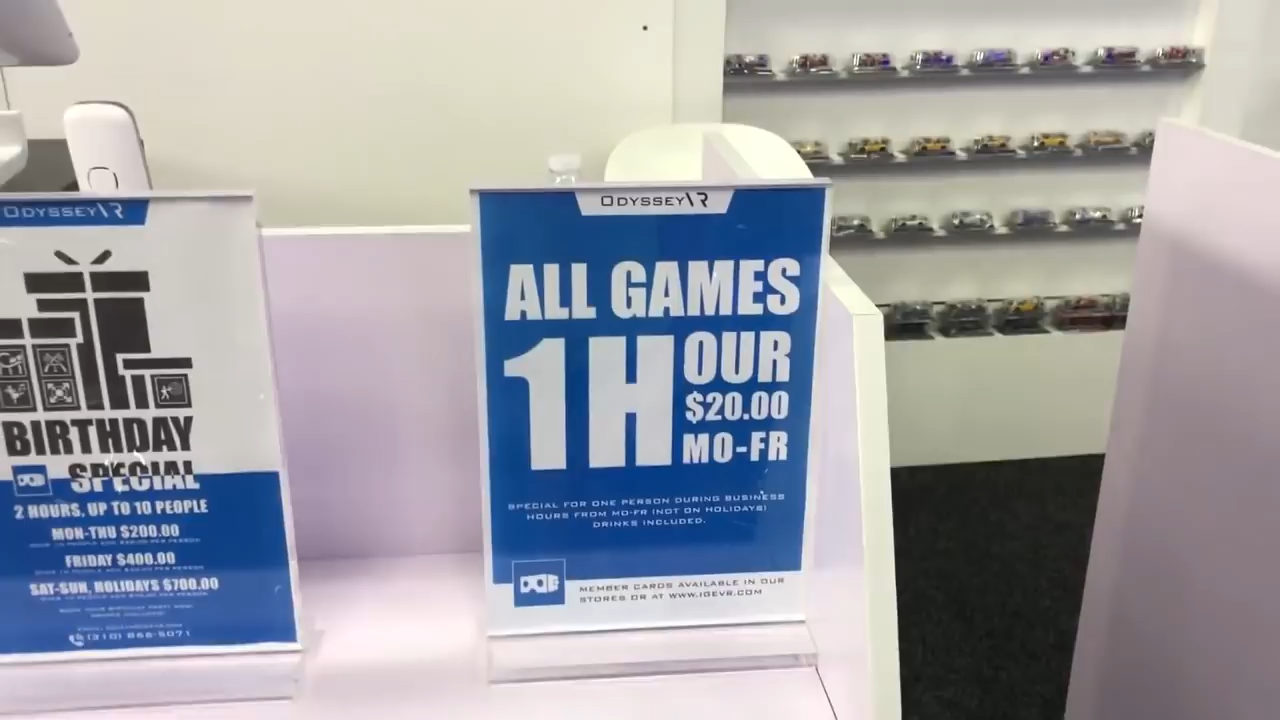 ODYSSEY VR
BIRTHDAY
SPECIAL
2 HOURS, UP TO 10 PEOPLE
MON-THU $200.00
FRIDAY $400.00
SAT-SUN, HOLIDAYS $700.00
ODYSSEY VR
ALL GAMES
1HOUR
$20.00
MO-FR
SPECIAL FOR ONE PERSON DURING BUSINESS
HOURS FROM MO-FR (NOT ON HOLIDAYS)
DRINKS INCLUDED.
MEMBER CARDS AVAILABLE IN OUR
STORES OR AT WWW.IGEVR.COM